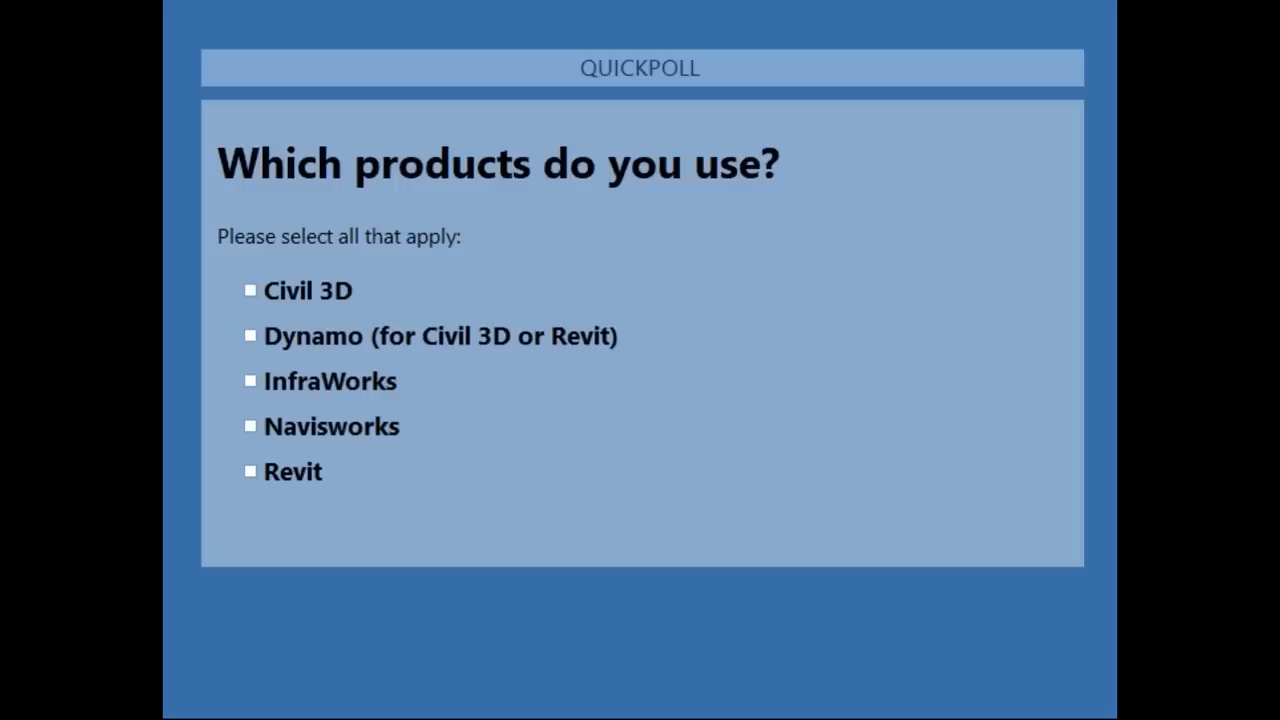 QUICKPOLL
Which products do you use?
Please select all that apply:
Civil 3D
Dynamo (for Civil 3D or Revit)
InfraWorks
Navisworks
Revit